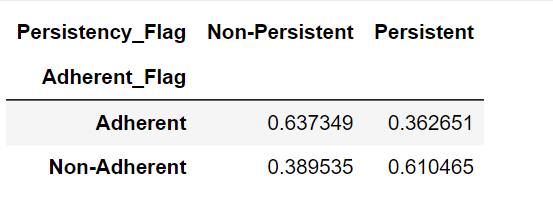 Persistency_Flag Non-Persistent Persistent
Adherent_Flag
Adherent 0.637349 0.362651
Non-Adherent 0.389535 0.610465